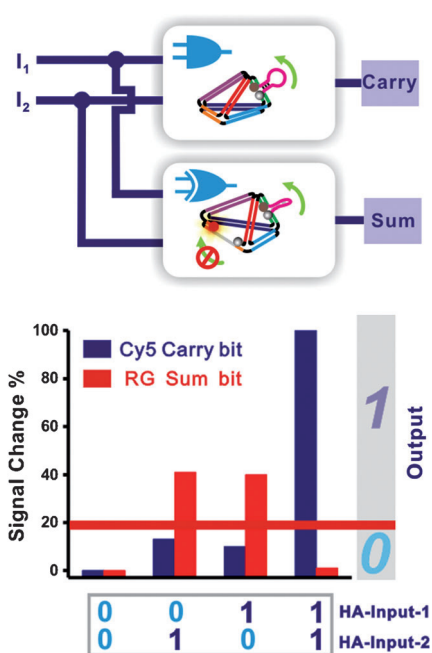 I1
I2
Carry
Sum
100
80
60
40
20
0
Signal Change %
Cy5 Carry bit
RG Sum bit
1
0
Output
0 0 1 1 HA-Input-1
0 1 0 1 HA-Input-2